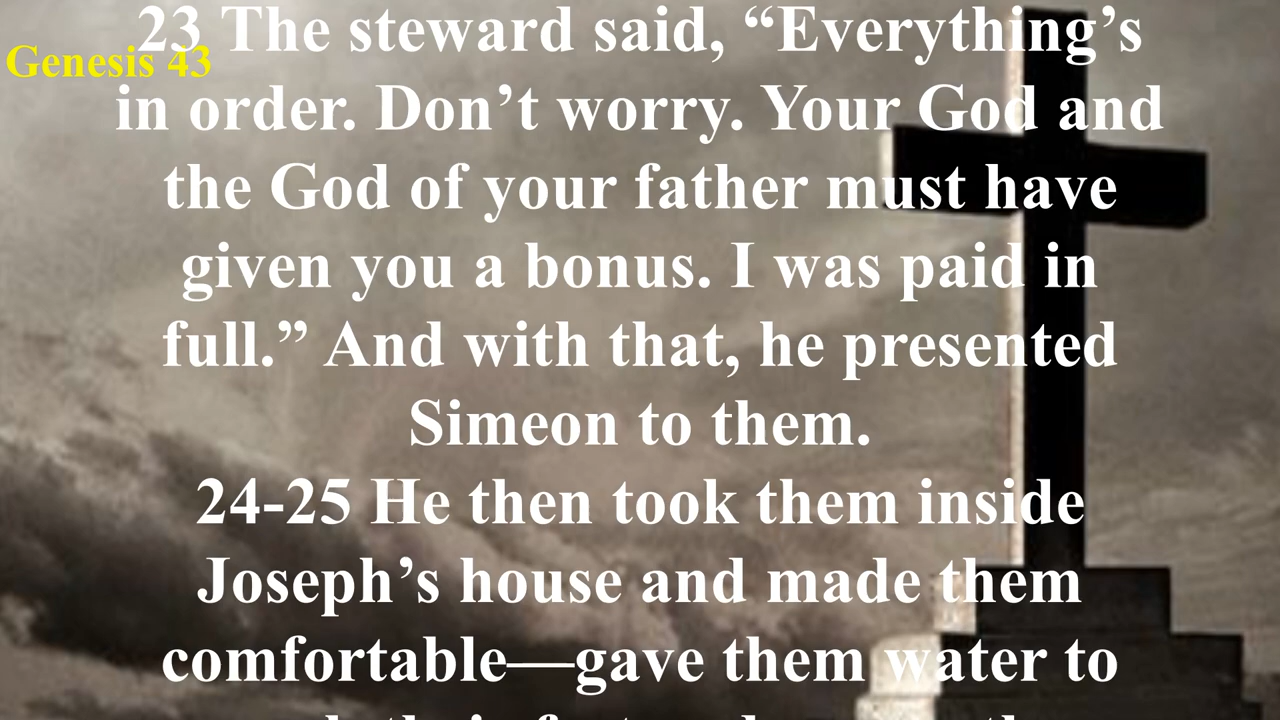 23 The steward said, “Everything’s
Genesis 43
in order. Don’t worry. Your God and
the God of your father must have
given you a bonus. I was paid in
full.” And with that, he presented
Simeon to them.
24-25 He then took them inside
Joseph’s house and made them
comfortable—gave them water to